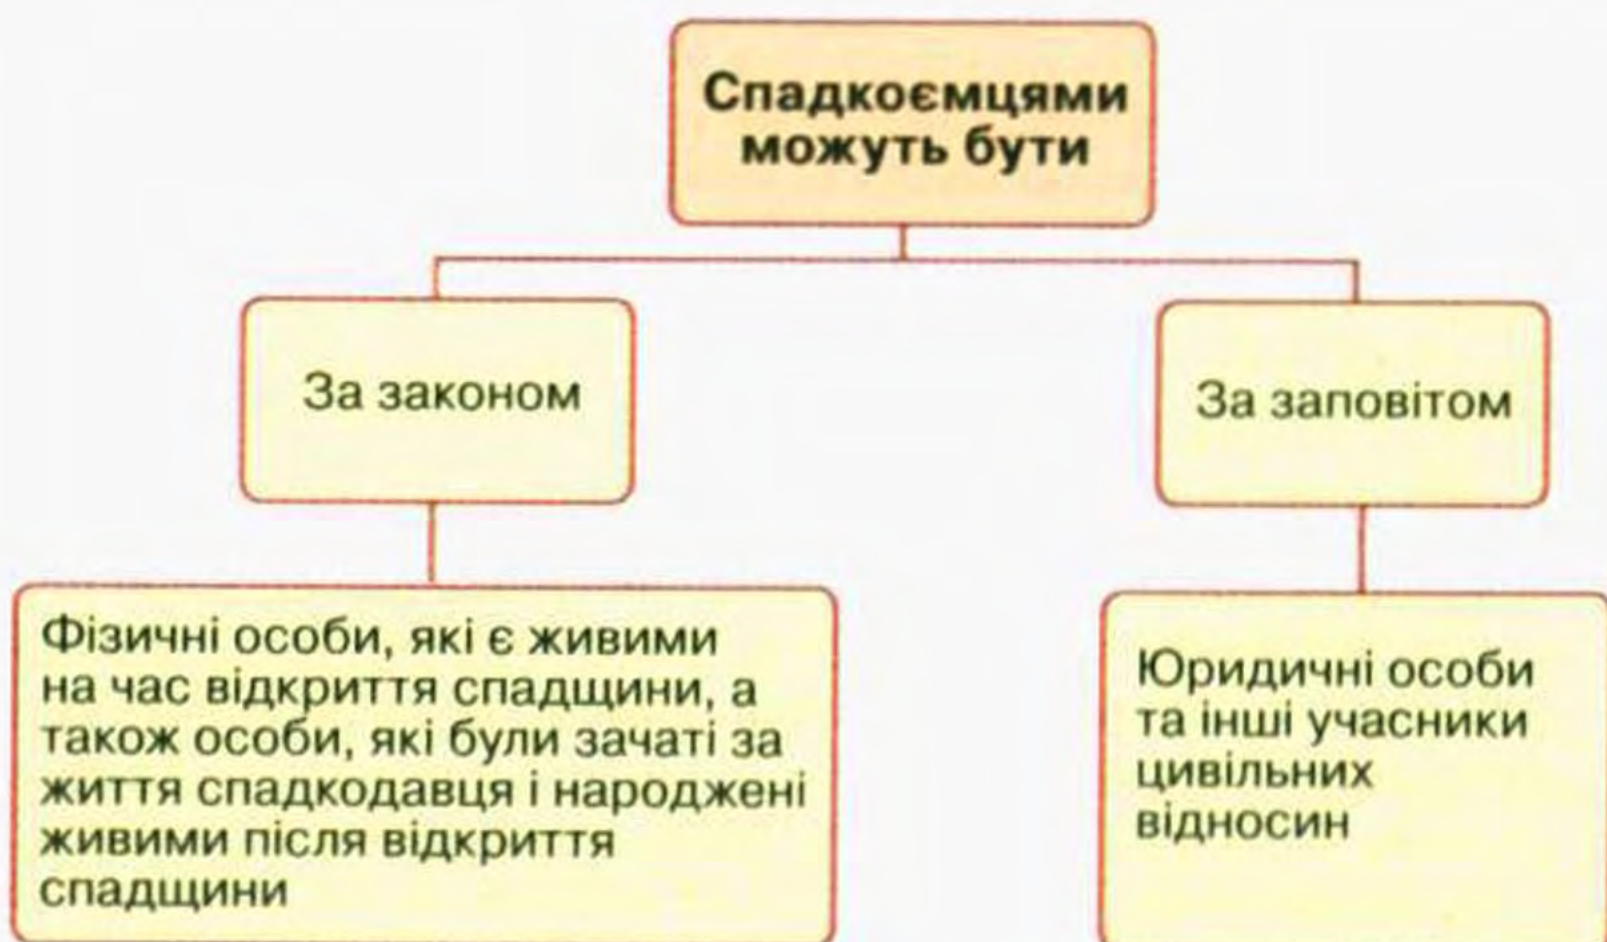 Спадкоємцями
можуть бути
За законом
За заповітом
Фізичні особи, які є живими
на час відкриття спадщини, а
також особи, які були зачаті за
життя спадкодавця і народжені
живими після відкриття
спадщини
Юридичні особи
та інші учасники
цивільних
відносин